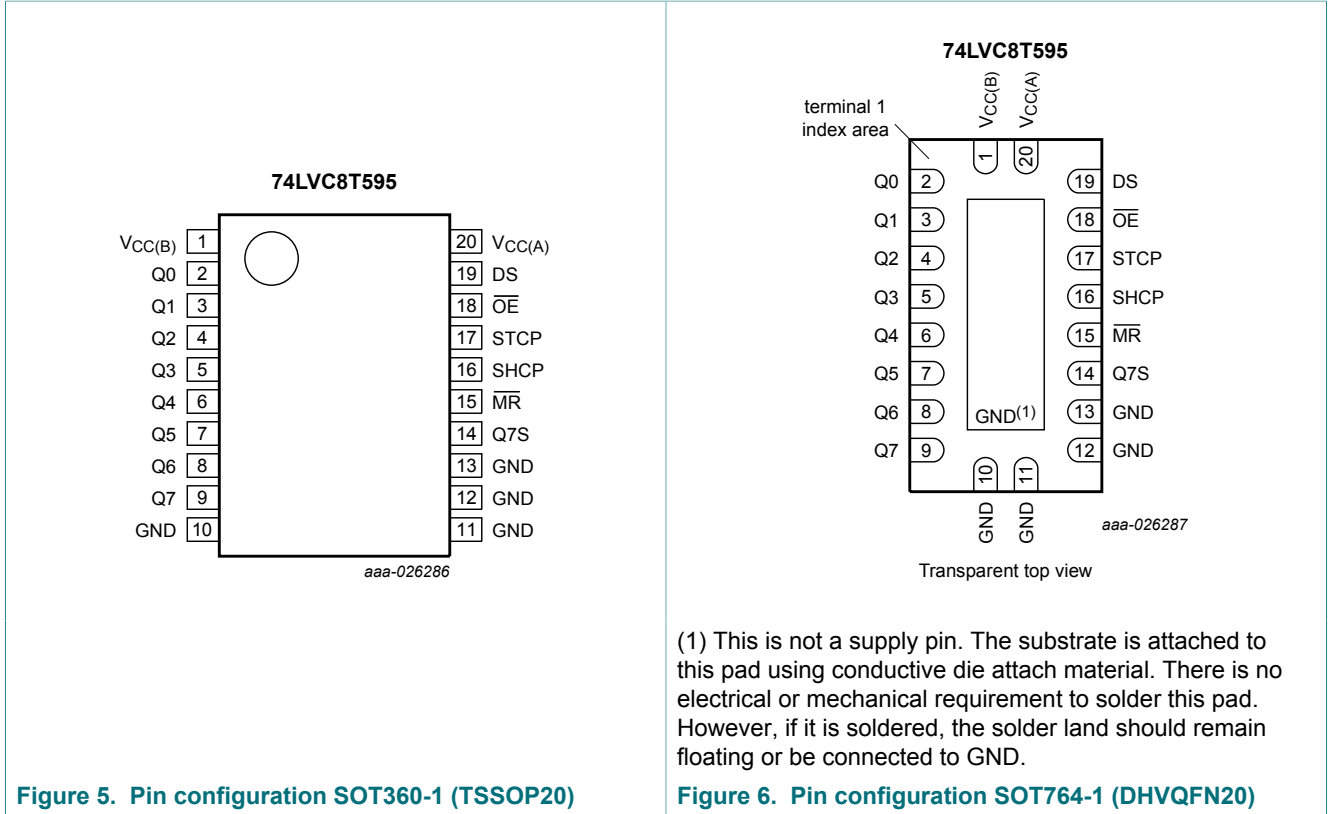 74LVC8T595
VCC(B) 1
Q0 2
Q1 3
Q2 4
Q3 5
Q4 6
Q5 7
Q6 8
Q7 9
GND 10
20 VCC(A)
19 DS
18 OE
17 STCP
16 SHCP
15 MR
14 Q7S
13 GND
12 GND
11 GND
aaa-026286
Figure 5. Pin configuration SOT360-1 (TSSOP20)
74LVC8T595
terminal 1
index area
VCC(B)
VCC(A)
1
20
Q0 2
Q1 3
Q2 4
Q3 5
Q4 6
Q5 7
Q6 8
Q7 9
19 DS
18 OE
17 STCP
16 SHCP
15 MR
14 Q7S
13 GND
12 GND
GND(1)
10
11
GND
GND
aaa-026287
Transparent top view
(1) This is not a supply pin. The substrate is attached to
this pad using conductive die attach material. There is no
electrical or mechanical requirement to solder this pad.
However, if it is soldered, the solder land should remain
floating or be connected to GND.
Figure 6. Pin configuration SOT764-1 (DHVQFN20)